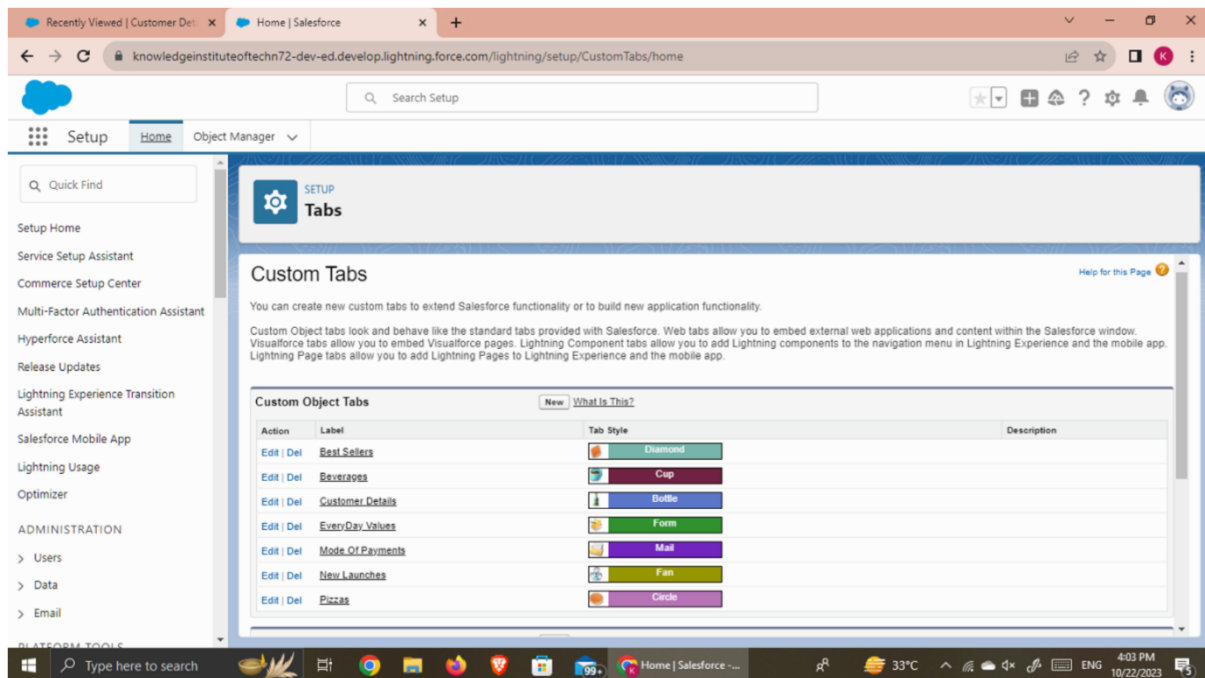 Recently Viewed | Customer Det
Home | Salesforce
knowledgeinstituteoftechn72-dev-ed.develop.lightning.force.com/lightning/setup/CustomTabs/home
K
Search Setup
Setup
Home
Object Manager
Quick Find
Setup Home
Service Setup Assistant
Commerce Setup Center
Multi-Factor Authentication Assistant
Hyperforce Assistant
Release Updates
Lightning Experience Transition
Assistant
Salesforce Mobile App
Lightning Usage
Optimizer
ADMINISTRATION
Users
Data
Email
PLATFORM TOOLS
SETUP
Tabs
Custom Tabs
Help for this Page
You can create new custom tabs to extend Salesforce functionality or to build new application functionality.
Custom Object tabs look and behave like the standard tabs provided with Salesforce. Web tabs allow you to embed external web applications and content within the Salesforce window.
Visualforce tabs allow you to embed Visualforce pages. Lightning Component tabs allow you to add Lightning components to the navigation menu in Lightning Experience and the mobile app.
Lightning Page tabs allow you to add Lightning Pages to Lightning Experience and the mobile app.
Custom Object Tabs New What Is This?
Action Label Tab Style Description
Edit | Del Best Sellers Diamond
Edit | Del Beverages Cup
Edit | Del Customer Details Bottle
Edit | Del EveryDay Values Form
Edit | Del Mode Of Payments Mail
Edit | Del New Launches Fan
Edit | Del Pizzas Circle
Type here to search
99+
Home | Salesforce -...
33°C
ENG
4:03 PM
10/22/2023
5